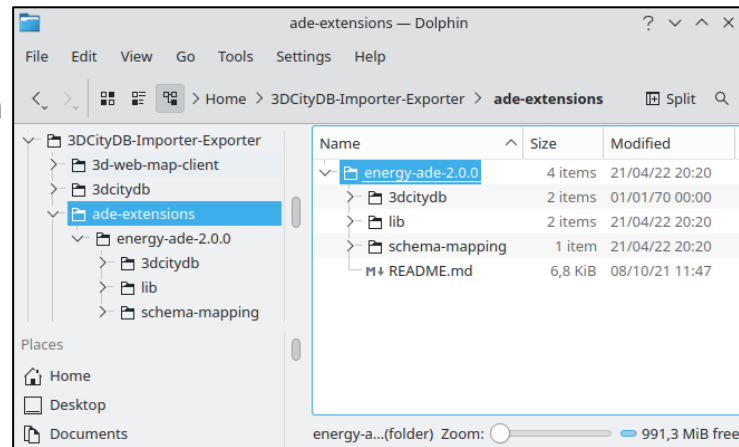 ade-extensions — Dolphin
File Edit View Go Tools Settings Help
> Home > 3DCityDB-Importer-Exporter > ade-extensions Split
3DCityDB-Importer-Exporter
3d-web-map-client
3dcitydb
ade-extensions
energy-ade-2.0.0
3dcitydb
lib
schema-mapping
Places
Home
Desktop
Documents
Name Size Modified
energy-ade-2.0.0 4 items 21/04/22 20:20
3dcitydb 2 items 01/01/70 00:00
lib 2 items 21/04/22 20:20
schema-mapping 1 item 21/04/22 20:20
README.md 6,8 KiB 08/10/21 11:47
energy-a...(folder) Zoom: 991,3 MiB free